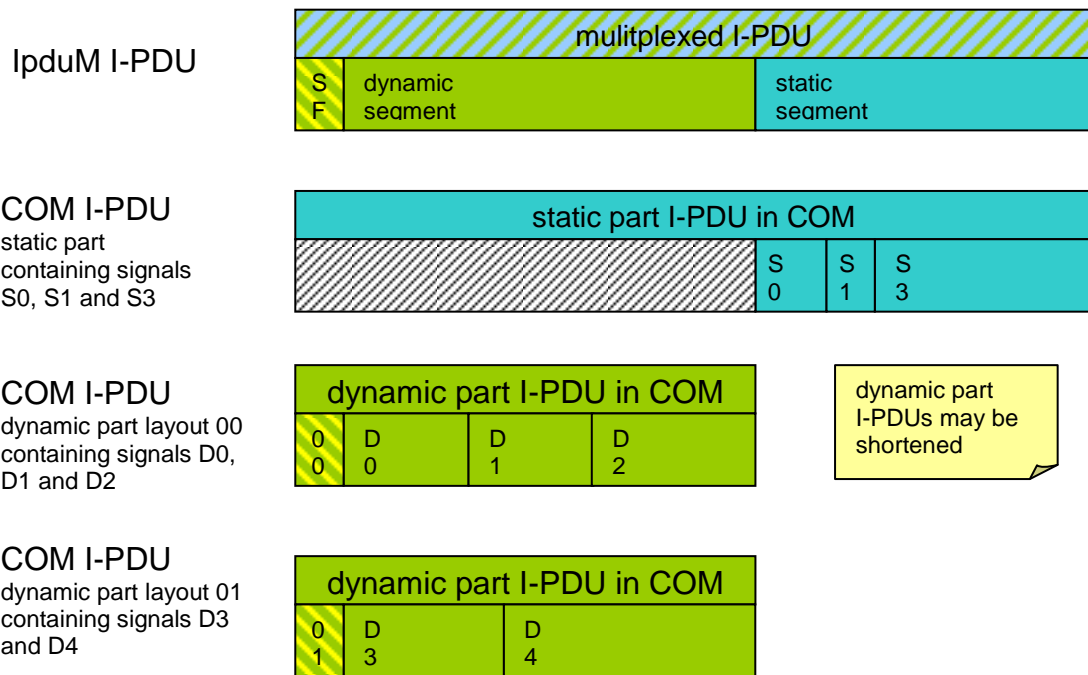 IpduM I-PDU
mulitplexed I-PDU
S
F
dynamic
segment
static
segment
COM I-PDU
static part
containing signals
S0, S1 and S3
static part I-PDU in COM
S
0
S
1
S
3
COM I-PDU
dynamic part layout 00
containing signals D0,
D1 and D2
dynamic part I-PDU in COM
0
0
D
0
D
1
D
2
dynamic part
I-PDUs may be
shortened
COM I-PDU
dynamic part layout 01
containing signals D3
and D4
dynamic part I-PDU in COM
0
1
D
3
D
4